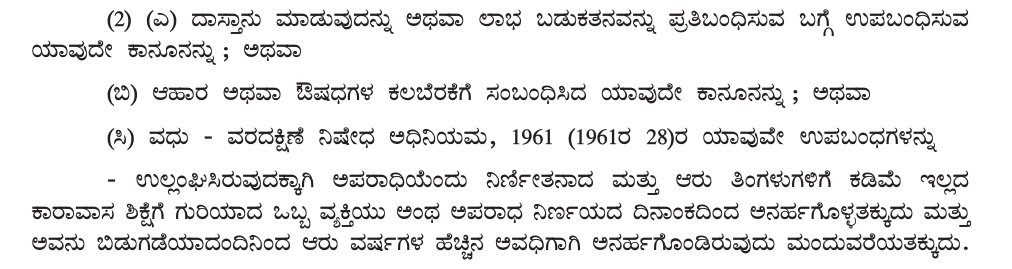 (2) (ಎ) ದಾಸ್ತಾನು ಮಾಡುವುದನ್ನು ಅಥವಾ ಲಾಭ ಬಡುಕತನವನ್ನು ಪ್ರತಿಬಂಧಿಸುವ ಬಗ್ಗೆ ಉಪಬಂಧಿಸುವ
ಯಾವುದೇ ಕಾನೂನನ್ನು ; ಅಥವಾ
(ಬಿ) ಆಹಾರ ಅಥವಾ ಔಷಧಗಳ ಕಲಬೆರಕೆಗೆ ಸಂಬಂಧಿಸಿದ ಯಾವುದೇ ಕಾನೂನನ್ನು ; ಅಥವಾ
(ಸಿ) ವಧು - ವರದಕ್ಷಿಣೆ ನಿಷೇಧ ಅಧಿನಿಯಮ, 1961 (1961ರ 28)ರ ಯಾವುವೇ ಉಪಬಂಧಗಳನ್ನು
- ಉಲ್ಲಂಘಿಸಿರುವುದಕ್ಕಾಗಿ ಅಪರಾಧಿಯೆಂದು ನಿರ್ಣೀತನಾದ ಮತ್ತು ಆರು ತಿಂಗಳುಗಳಿಗೆ ಕಡಿಮೆ ಇಲ್ಲದ
ಕಾರಾವಾಸ ಶಿಕ್ಷೆಗೆ ಗುರಿಯಾದ ಒಬ್ಬ ವ್ಯಕ್ತಿಯು ಅಂಥ ಅಪರಾಧ ನಿರ್ಣಯದ ದಿನಾಂಕದಿಂದ ಅನರ್ಹಗೊಳ್ಳತಕ್ಕುದು ಮತ್ತು
ಅವನು ಬಿಡುಗಡೆಯಾದಂದಿನಿಂದ ಆರು ವರ್ಷಗಳ ಹೆಚ್ಚಿನ ಅವಧಿಗಾಗಿ ಅನರ್ಹಗೊಂಡಿರುವುದು ಮಂದುವರೆಯತಕ್ಕುದು.